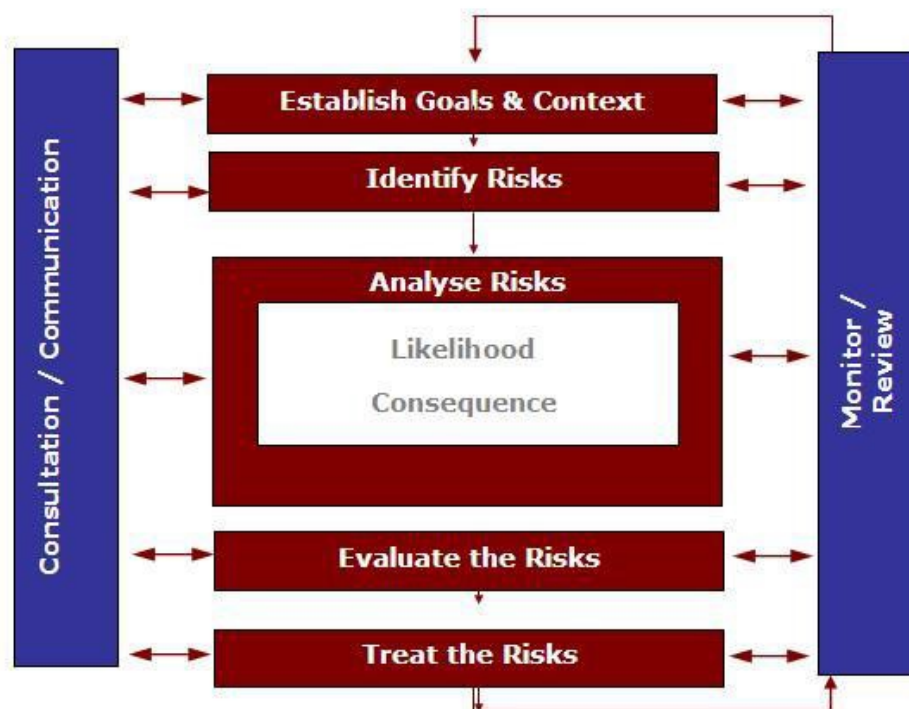 Consultation / Communication
Establish Goals & Context
Identify Risks
Analyse Risks
Likelihood
Consequence
Evaluate the Risks
Treat the Risks
Monitor /
Review